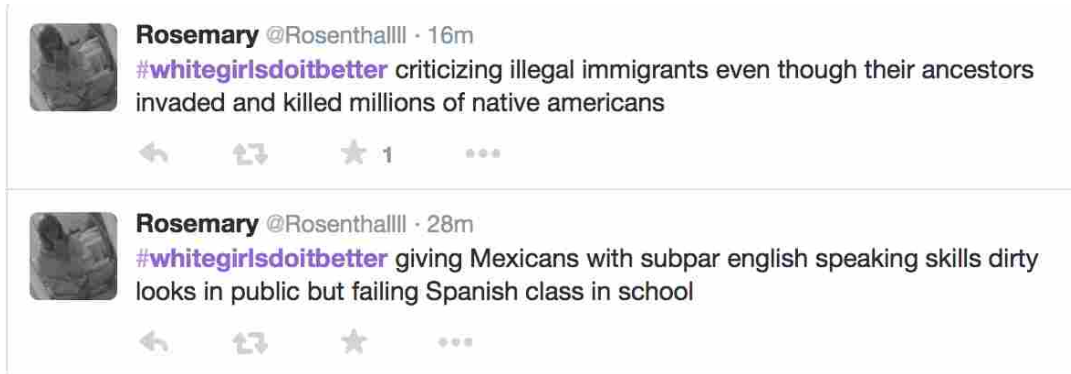 Rosemary @Rosenthallll · 16m
#whitegirlsdoitbetter criticizing illegal immigrants even though their ancestors
invaded and killed millions of native americans
1
Rosemary @Rosenthallll · 28m
#whitegirlsdoitbetter giving Mexicans with subpar english speaking skills dirty
looks in public but failing Spanish class in school